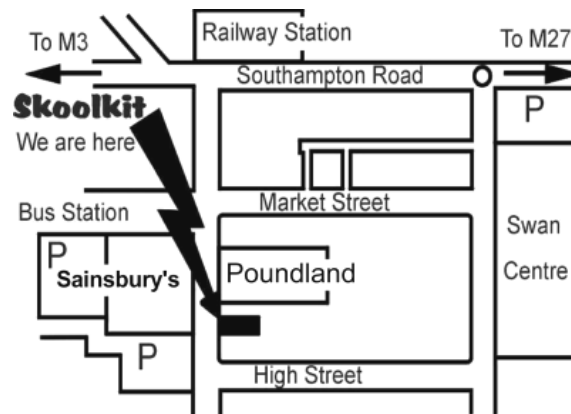 Railway Station
To M3
To M27
Southampton Road
Skoolkit
P
We are here
Market Street
Bus Station
Swan
Centre
P
Sainsbury's
Poundland
P
High Street